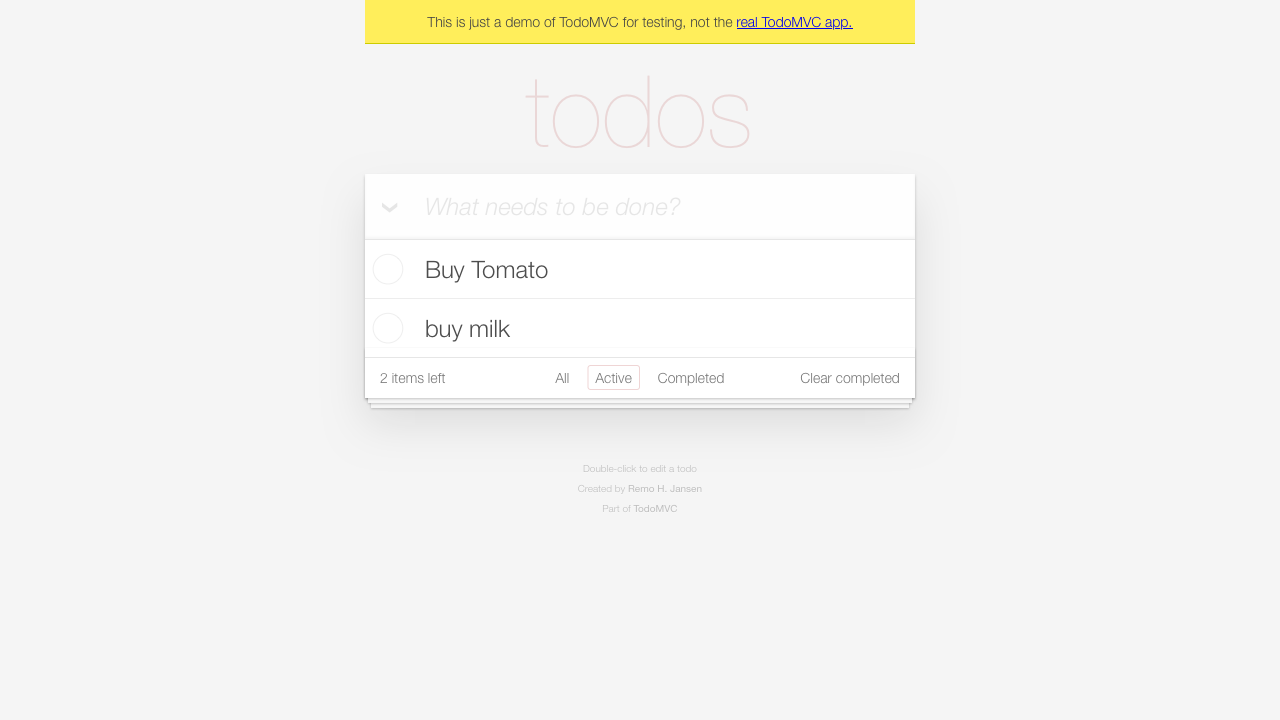 This is just a demo of TodoMVC for testing, not the real TodoMVC app.
todos
What needs to be done?
Buy Tomato
buy milk
2 items left All Active Completed Clear completed
Double-click to edit a todo
Created by Remo H. Jansen
Part of TodoMVC